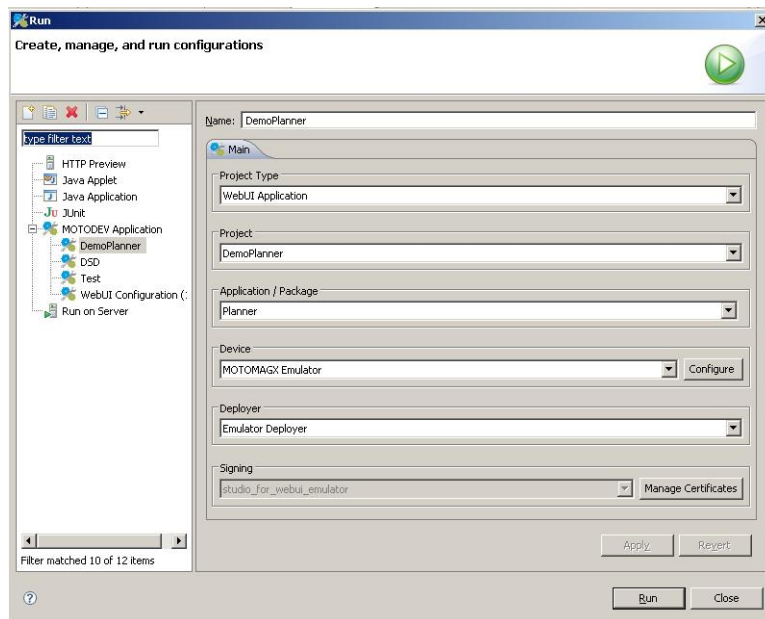 Run
Create, manage, and run configurations
type filter text
HTTP Preview
Java Applet
Java Application
Ju JUnit
MOTODEV Application
DemoPlanner
DSD
Test
WebUI Configuration (
Run on Server
Filter matched 10 of 12 items
Name: DemoPlanner
Main
Project Type
WebUI Application
Project
DemoPlanner
Application / Package
Planner
Device
MOTOMAGX Emulator
Configure
Deployer
Emulator Deployer
Signing
studio_for_webui_emulator
Manage Certificates
Apply
Revert
?
Run
Close